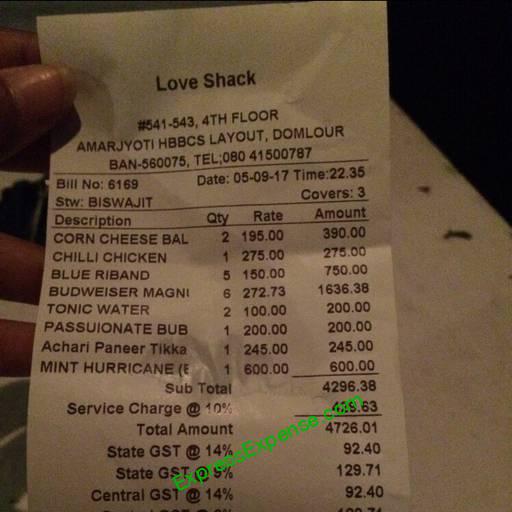 Love Shack
#541-543, 4TH FLOOR
AMARJYOTI HBBCS LAYOUT, DOMLOUR
BAN-560075, TEL;080 41500787
Bill No: 6169 Date: 05-09-17 Time:22.35
Stw: BISWAJIT Covers: 3
Description Qty Rate Amount
CORN CHEESE BAL 2 195.00 390.00
CHILLI CHICKEN 1 275.00 275.00
BLUE RIBAND 5 150.00 750.00
BUDWEISER MAGNI 6 272.73 1636.38
TONIC WATER 2 100.00 200.00
PASSUIONATE BUB 1 200.00 200.00
Achari Paneer Tikka 1 245.00 245.00
MINT HURRICANE (E 1 600.00 600.00
Sub Total 4296.38
Service Charge @ 10% 429.63
Total Amount 4726.01
State GST @ 14% 92.40
State GST @ 9% 129.71
Central GST @ 14% 92.40
ExpressExpense.com